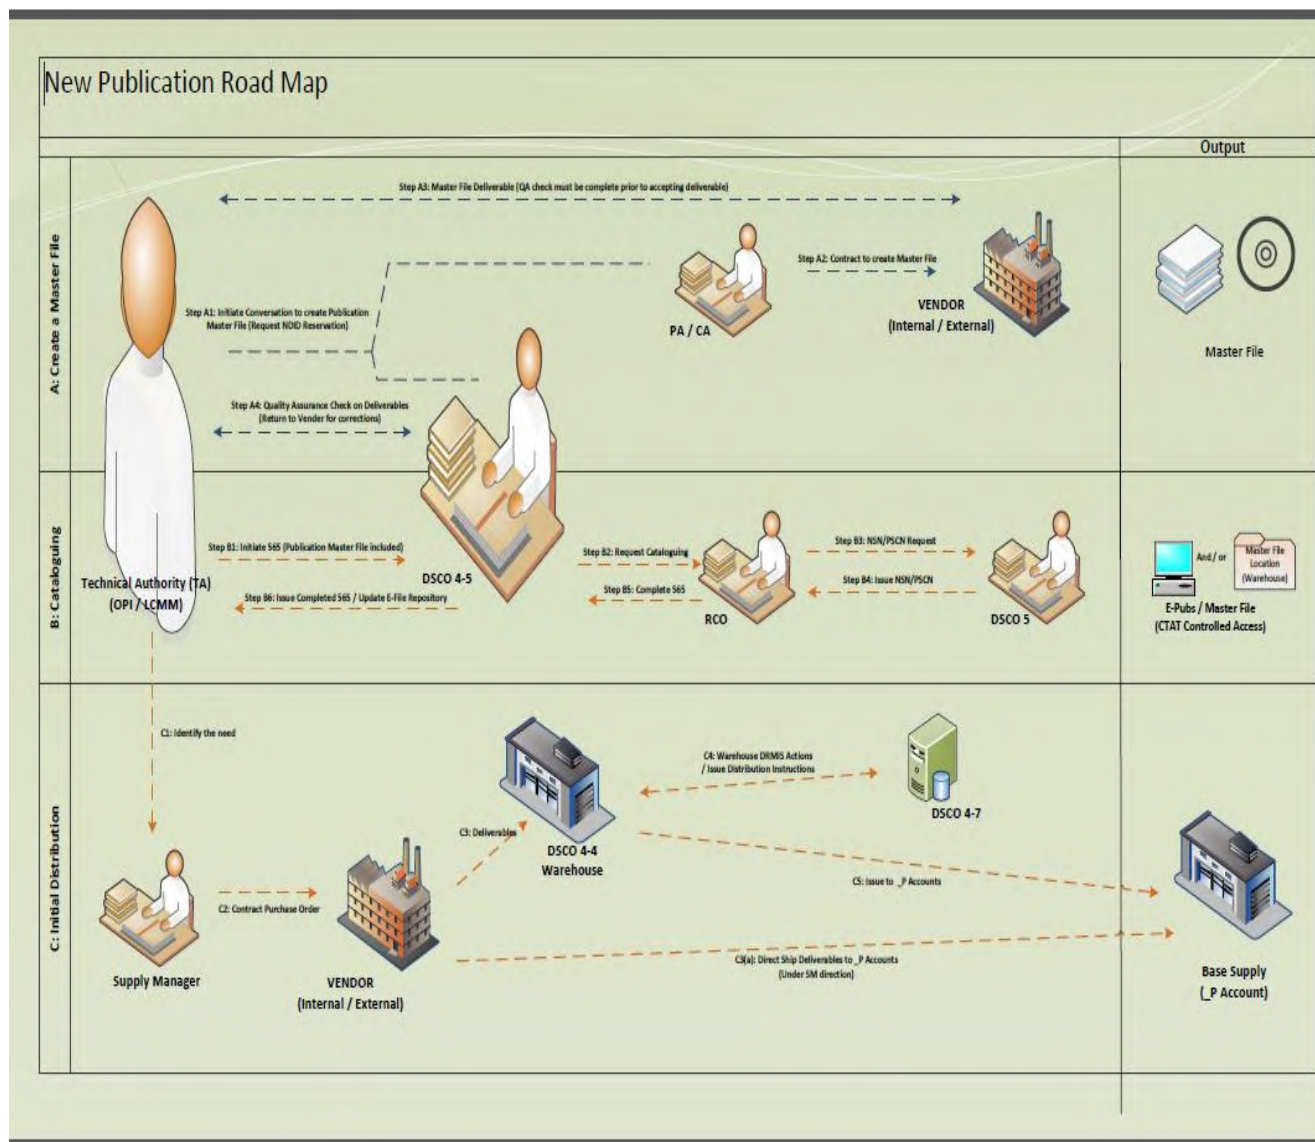 New Publication Road Map
Output
A: Create a Master File
Step A3: Master File Deliverable (QA check must be complete prior to accepting deliverable)
Step A2: Contract to create Master File
Step A1: Initiate Conversation to create Publication
Master File (Request NDID Reservation)
PA / CA
VENDOR
(Internal / External)
Master File
Step A4: Quality Assurance Check on Deliverables
(Return to Vender for corrections)
B: Cataloguing
Step B1: Initiate 565 (Publication Master File included)
Step B2: Request Cataloguing
Step B3: NSN/PSCN Request
Technical Authority (TA)
(OPI / LCMM)
DSCO 4-5
Step B4: Issue NSN/PSCN
Step B5: Complete 565
Step B6: Issue Completed 565 / Update E-File Repository
RCO
DSCO 5
And / or
Master File
Location
(Warehouse)
E-Pubs / Master File
(CTAT Controlled Access)
C: Initial Distribution
C1: Identify the need
C4: Warehouse DRMIS Actions
/ Issue Distribution Instructions
DSCO 4-7
C3: Deliverables
DSCO 4-4
Warehouse
C5: Issue to _P Accounts
C2: Contract Purchase Order
Supply Manager
VENDOR
(Internal / External)
C3(a): Direct Ship Deliverables to _P Accounts
(Under SM direction)
Base Supply
(_P Account)